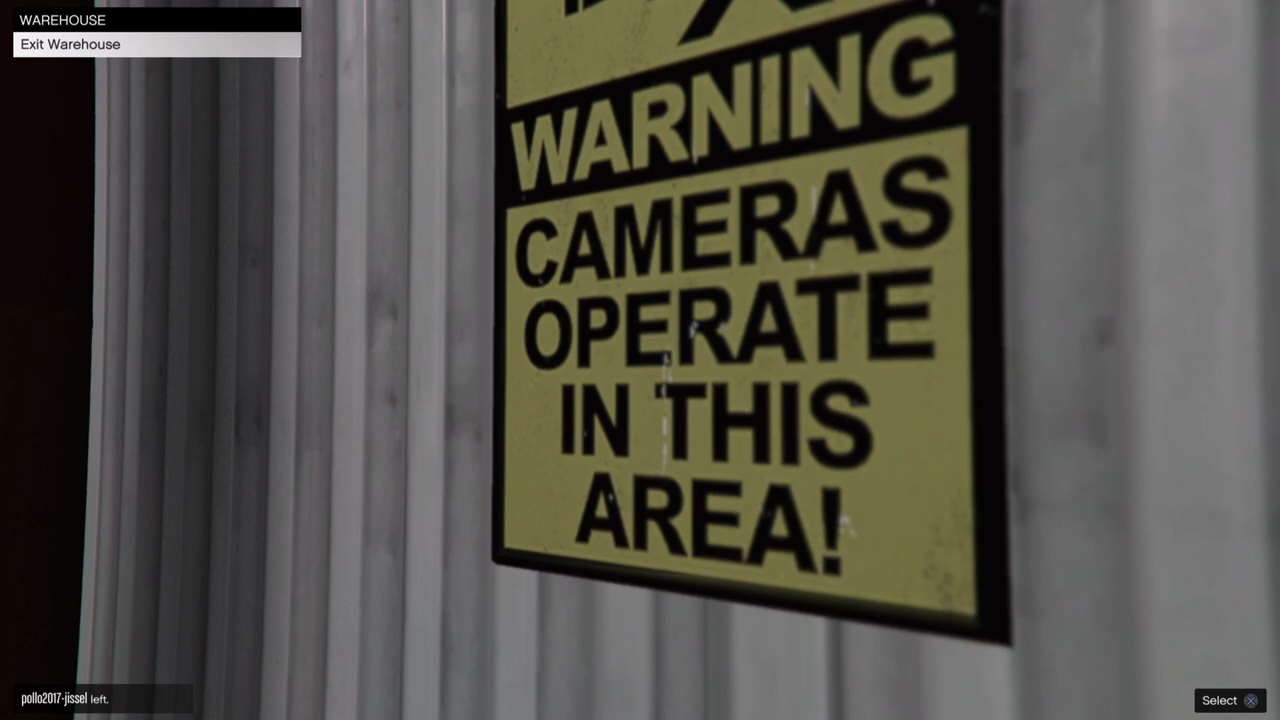 WAREHOUSE
Exit Warehouse
WARNING
CAMERAS
OPERATE
IN THIS
AREA!
pollo2017-jissel left.
Select